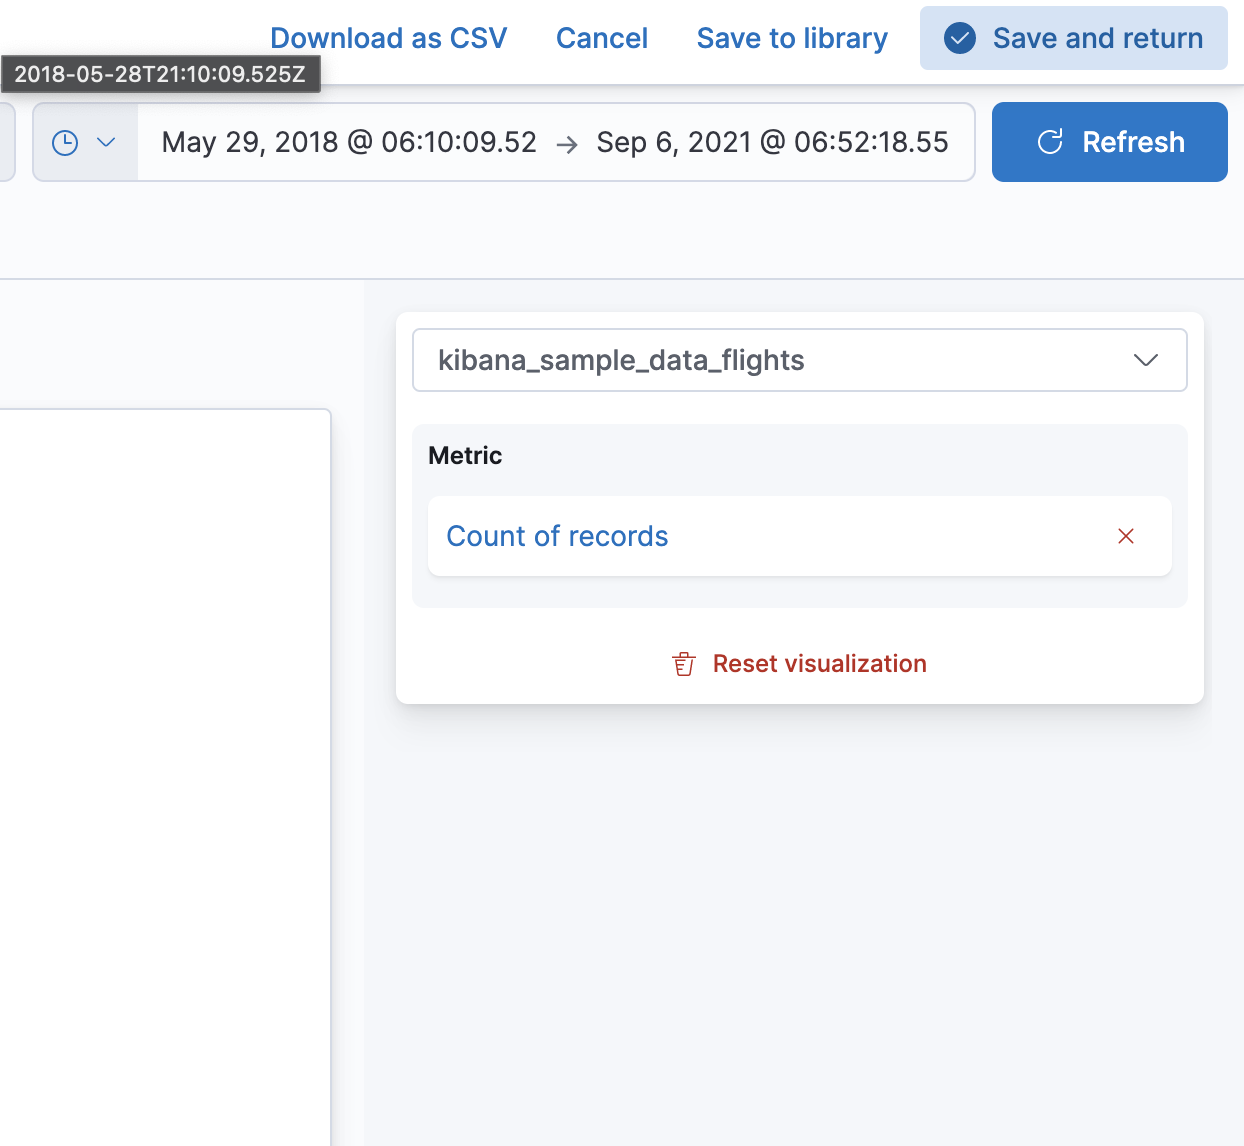 Download as CSV Cancel Save to library Save and return
2018-05-28T21:10:09.525Z
May 29, 2018 @ 06:10:09.52 → Sep 6, 2021 @ 06:52:18.55 Refresh
kibana_sample_data_flights
Metric
Count of records
Reset visualization